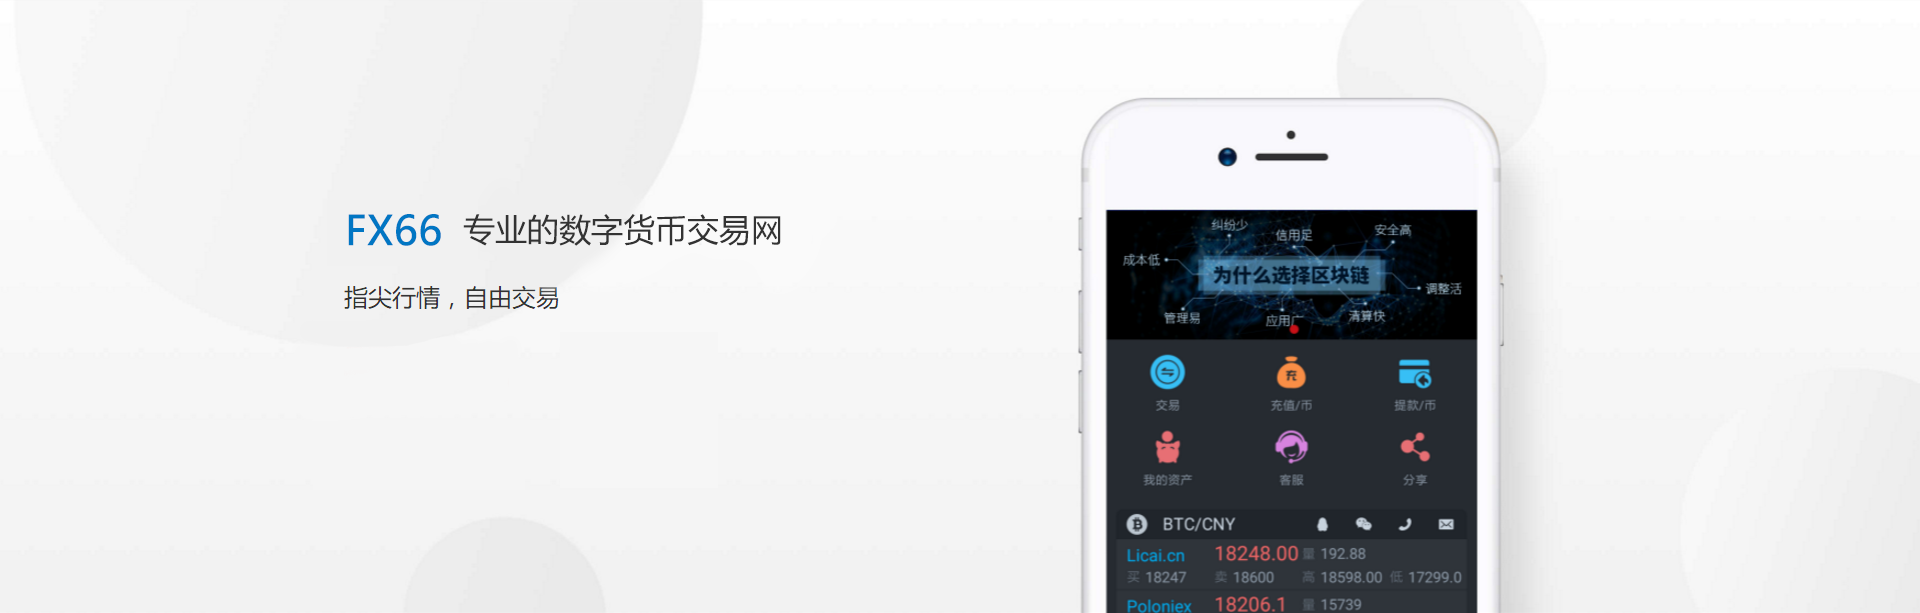 FX66 专业的数字货币交易网
指尖行情，自由交易
纠纷少
信用足
安全高
成本低
为什么选择区块链
调整活
管理易
应用广
清算快
充
交易
充值/币
提款/币
我的资产
客服
分享
BTC/CNY
Licai.cn 18248.00 量 192.88
买 18247 卖 18600 高 18598.00 低 17299.0
Poloniex 18206.1 量 15739